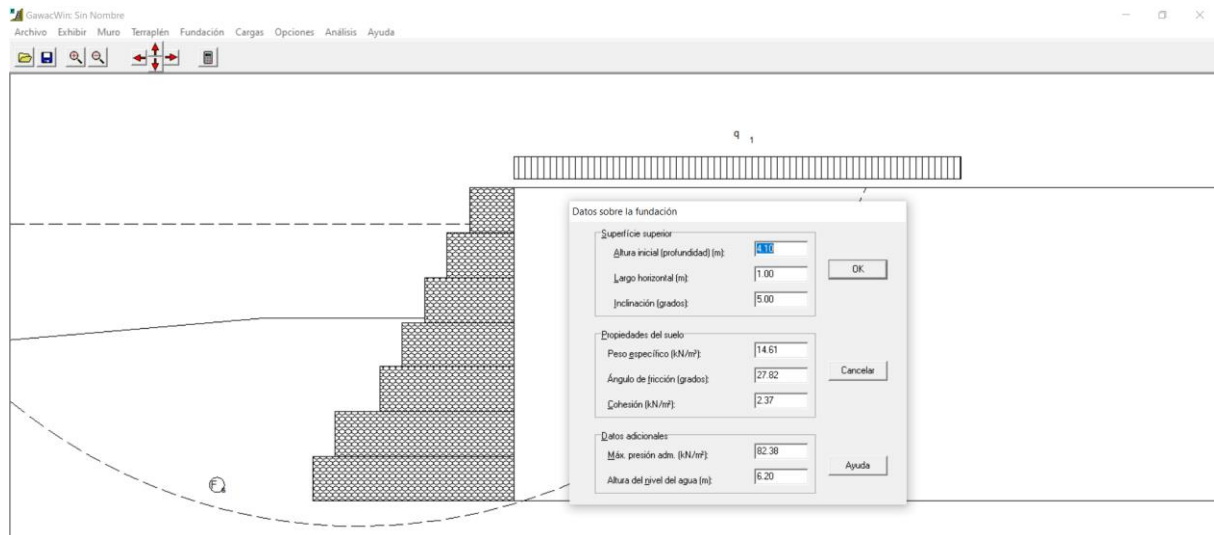 GawacWin: Sin Nombre
Archivo Exhibir Muro Terraplén Fundación Cargas Opciones Análisis Ayuda
q 1
Datos sobre la fundación
Superfície superior
Altura inicial (profundidad) (m): 4.10
Largo horizontal (m): 1.00
Inclinación (grados): 5.00
OK
Propiedades del suelo
Peso específico (kN/m³): 14.61
Ángulo de fricción (grados): 27.82
Cohesión (kN/m²): 2.37
Cancelar
Datos adicionales
Máx. presión adm. (kN/m²): 82.38
Altura del nivel del agua (m): 6.20
Ayuda